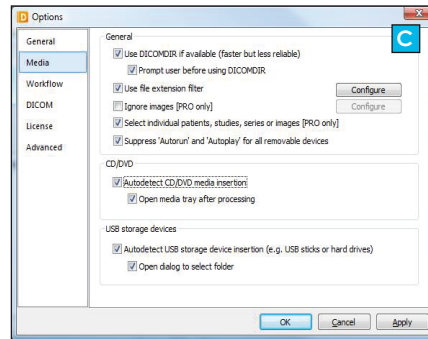 D Options
C
General
Media
Workflow
DICOM
License
Advanced
General
Use DICOMDIR if available (faster but less reliable)
Prompt user before using DICOMDIR
Use file extension filter Configure
Ignore images [PRO only] Configure
Select individual patients, studies, series or images [PRO only]
Suppress 'Autorun' and 'Autoplay' for all removable devices
CD/DVD
Autodetect CD/DVD media insertion
Open media tray after processing
USB storage devices
Autodetect USB storage device insertion (e.g. USB sticks or hard drives)
Open dialog to select folder
OK Cancel Apply